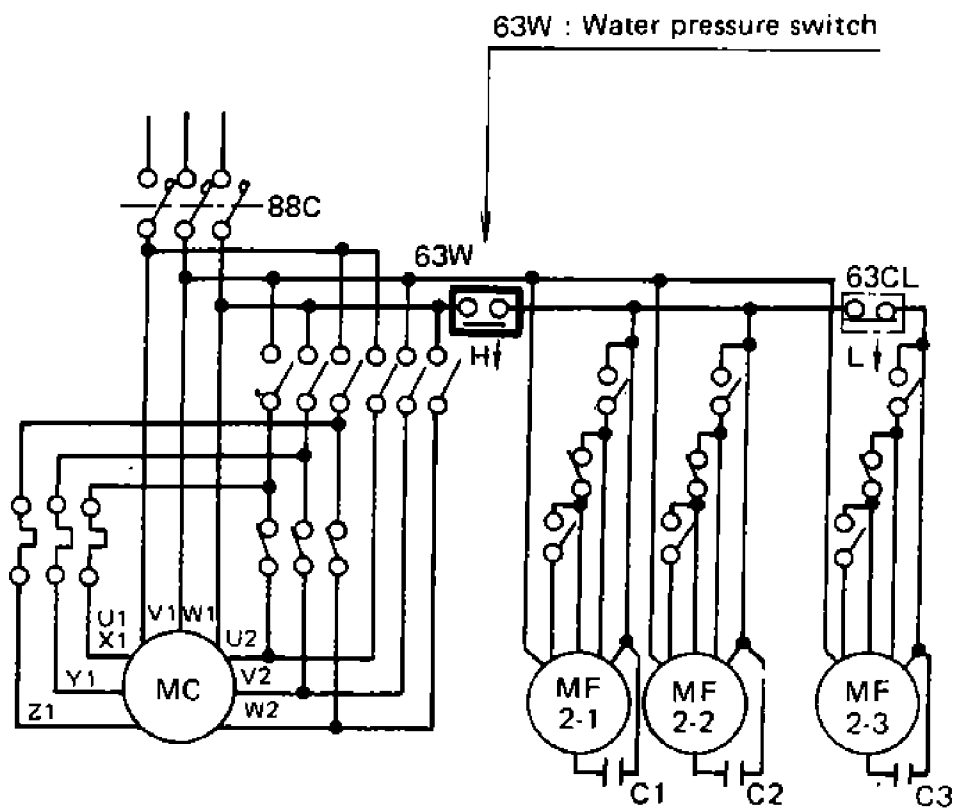 63W : Water pressure switch
88C
63W
63CL
H
L
U1
V1
W1
X1
U2
Y1
MC
V2
Z1
W2
MF
2-1
MF
2-2
MF
2-3
C1
C2
C3